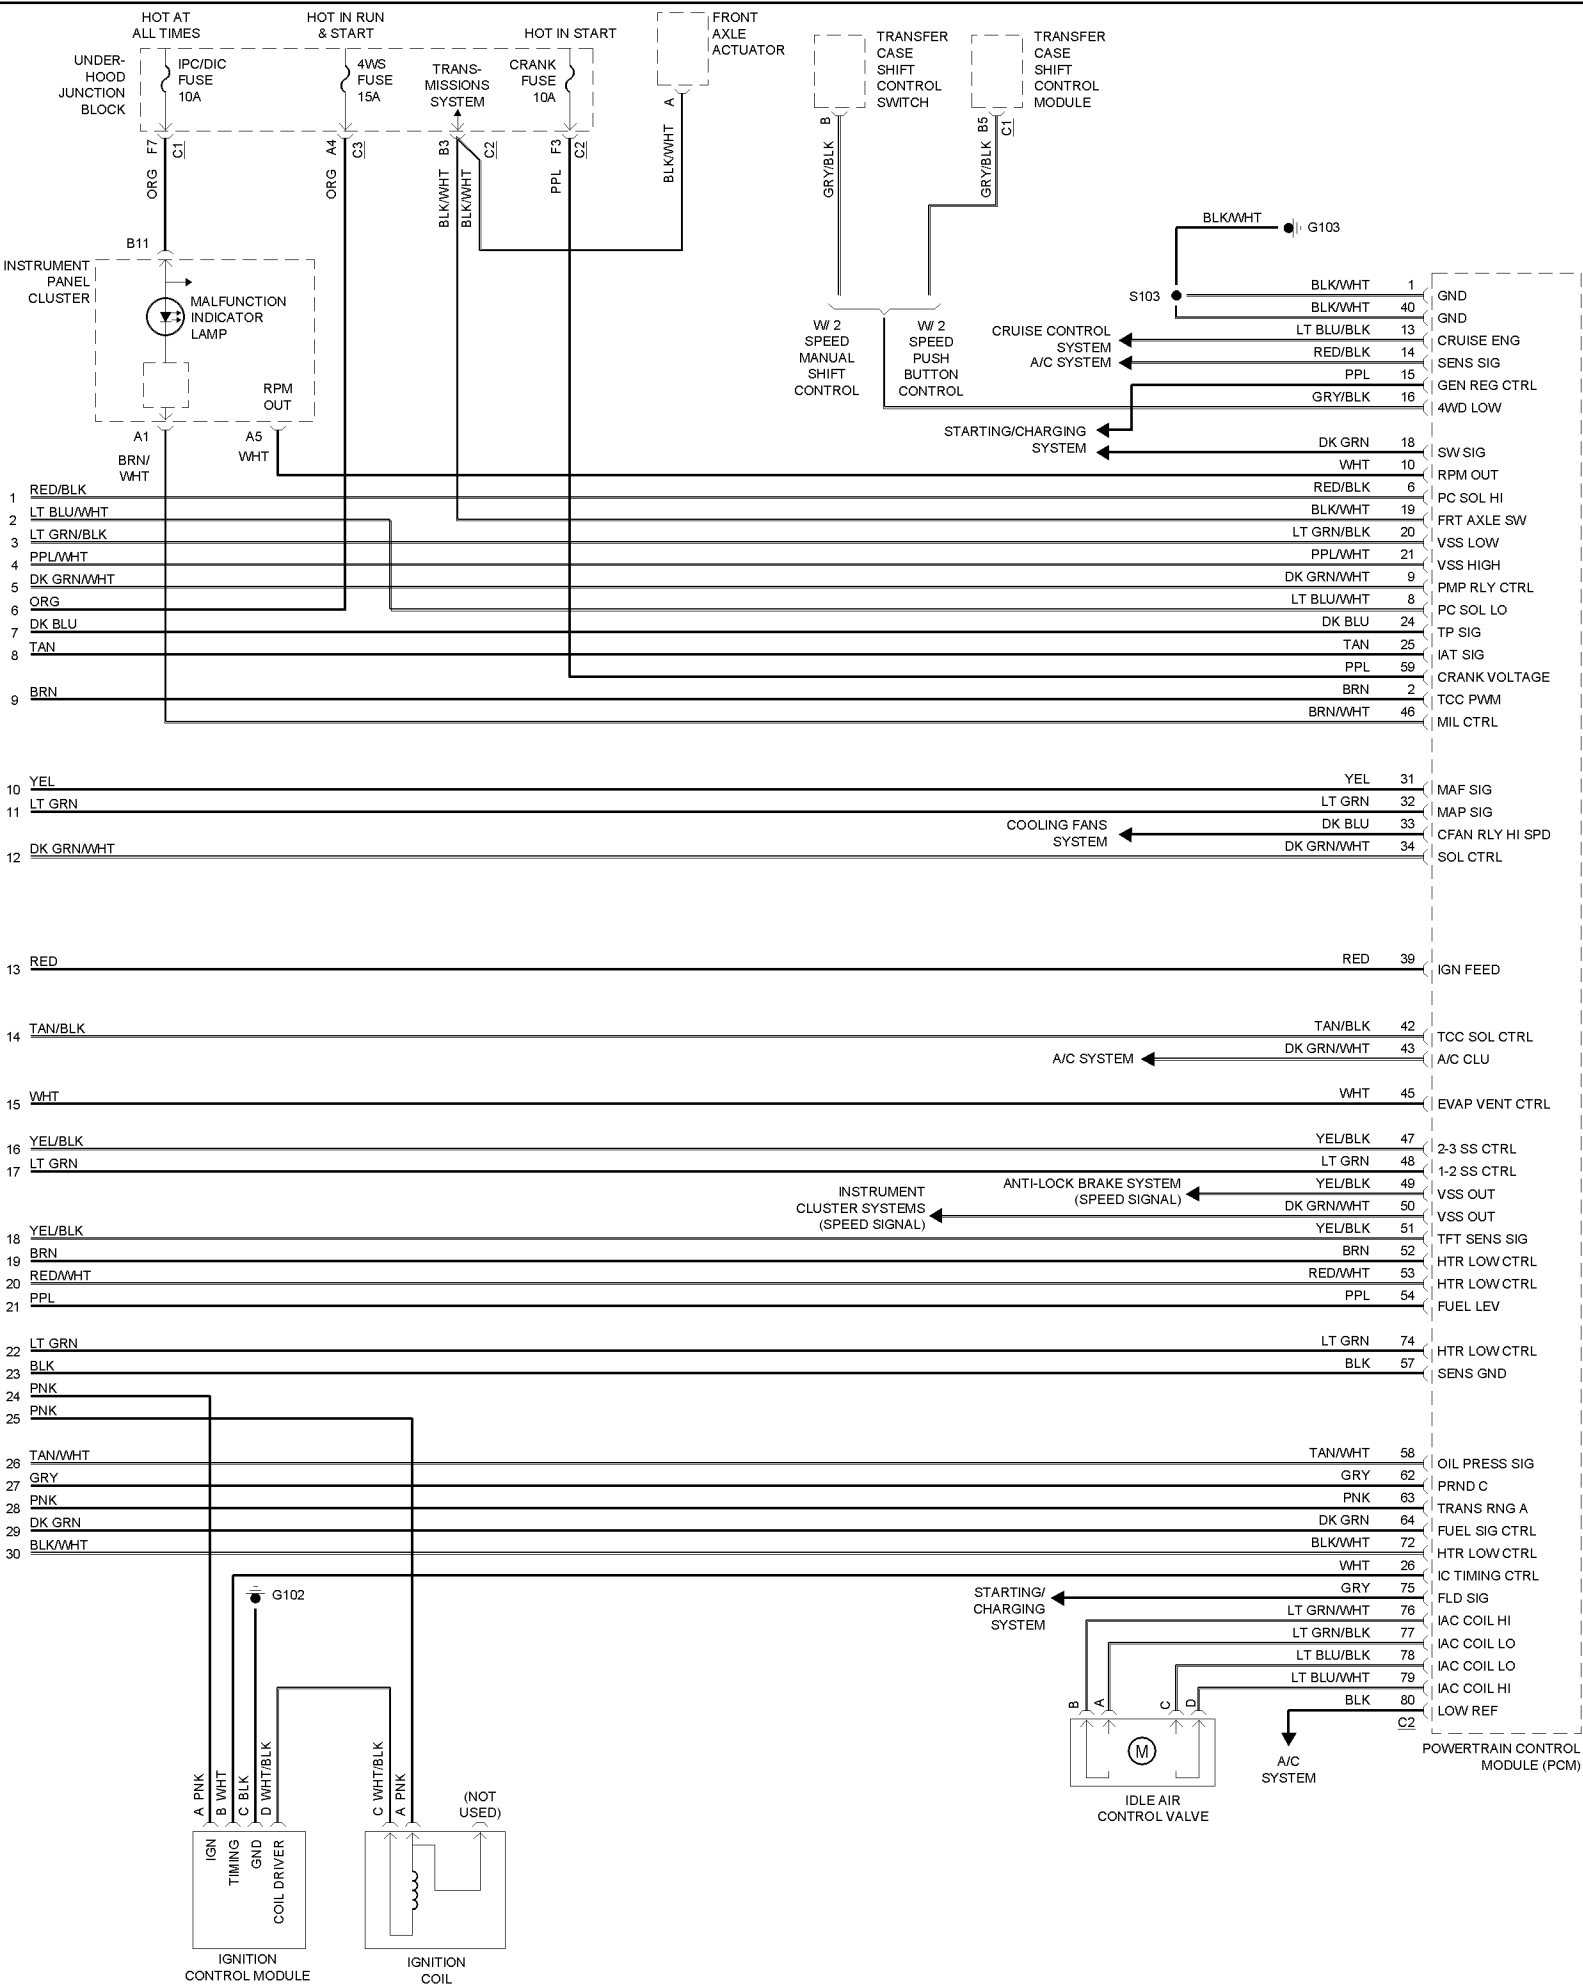 HOT AT
ALL TIMES
HOT IN RUN
& START
HOT IN START
FRONT
AXLE
ACTUATOR
TRANSFER
CASE
SHIFT
CONTROL
SWITCH
TRANSFER
CASE
SHIFT
CONTROL
MODULE
UNDER-
HOOD
JUNCTION
BLOCK
IPC/DIC
FUSE
10A
4WS
FUSE
15A
TRANS-
MISSIONS
SYSTEM
CRANK
FUSE
10A
F7
C1
A4
C3
B3
C2
F3
C2
A
B
B5
C1
ORG
ORG
BLK/WHT
BLK/WHT
PPL
BLK/WHT
GRY/BLK
GRY/BLK
B11
INSTRUMENT
PANEL
CLUSTER
MALFUNCTION
INDICATOR
LAMP
RPM
OUT
A1
A5
BRN/
WHT
WHT
W/ 2
SPEED
MANUAL
SHIFT
CONTROL
W/ 2
SPEED
PUSH
BUTTON
CONTROL
BLK/WHT
G103
S103
BLK/WHT 1 GND
BLK/WHT 40 GND
CRUISE CONTROL
SYSTEM
LT BLU/BLK 13 CRUISE ENG
A/C SYSTEM
RED/BLK 14 SENS SIG
PPL 15 GEN REG CTRL
GRY/BLK 16 4WD LOW
STARTING/CHARGING
SYSTEM
DK GRN 18 SW SIG
WHT 10 RPM OUT
1 RED/BLK RED/BLK 6 PC SOL HI
2 LT BLU/WHT BLK/WHT 19 FRT AXLE SW
3 LT GRN/BLK LT GRN/BLK 20 VSS LOW
4 PPL/WHT PPL/WHT 21 VSS HIGH
5 DK GRN/WHT DK GRN/WHT 9 PMP RLY CTRL
6 ORG LT BLU/WHT 8 PC SOL LO
7 DK BLU DK BLU 24 TP SIG
8 TAN TAN 25 IAT SIG
PPL 59 CRANK VOLTAGE
9 BRN BRN 2 TCC PWM
BRN/WHT 46 MIL CTRL
10 YEL YEL 31 MAF SIG
11 LT GRN LT GRN 32 MAP SIG
COOLING FANS
SYSTEM
DK BLU 33 CFAN RLY HI SPD
12 DK GRN/WHT DK GRN/WHT 34 SOL CTRL
13 RED RED 39 IGN FEED
14 TAN/BLK TAN/BLK 42 TCC SOL CTRL
A/C SYSTEM DK GRN/WHT 43 A/C CLU
15 WHT WHT 45 EVAP VENT CTRL
16 YEL/BLK YEL/BLK 47 2-3 SS CTRL
17 LT GRN LT GRN 48 1-2 SS CTRL
ANTI-LOCK BRAKE SYSTEM
(SPEED SIGNAL)
YEL/BLK 49 VSS OUT
INSTRUMENT
CLUSTER SYSTEMS
(SPEED SIGNAL)
DK GRN/WHT 50 VSS OUT
18 YEL/BLK YEL/BLK 51 TFT SENS SIG
19 BRN BRN 52 HTR LOW CTRL
20 RED/WHT RED/WHT 53 HTR LOW CTRL
21 PPL PPL 54 FUEL LEV
22 LT GRN LT GRN 74 HTR LOW CTRL
23 BLK BLK 57 SENS GND
24 PNK
25 PNK
26 TAN/WHT TAN/WHT 58 OIL PRESS SIG
27 GRY GRY 62 PRND C
28 PNK PNK 63 TRANS RNG A
29 DK GRN DK GRN 64 FUEL SIG CTRL
30 BLK/WHT BLK/WHT 72 HTR LOW CTRL
WHT 26 IC TIMING CTRL
G102
STARTING/
CHARGING
SYSTEM
GRY 75 FLD SIG
LT GRN/WHT 76 IAC COIL HI
LT GRN/BLK 77 IAC COIL LO
LT BLU/BLK 78 IAC COIL LO
LT BLU/WHT 79 IAC COIL HI
BLK 80 LOW REF
C2
B
A
C
D
M
A/C
SYSTEM
POWERTRAIN CONTROL
MODULE (PCM)
IDLE AIR
CONTROL VALVE
A PNK
B WHT
C BLK
D WHT/BLK
C WHT/BLK
A PNK
(NOT
USED)
IGN
TIMING
GND
COIL DRIVER
IGNITION
CONTROL MODULE
IGNITION
COIL